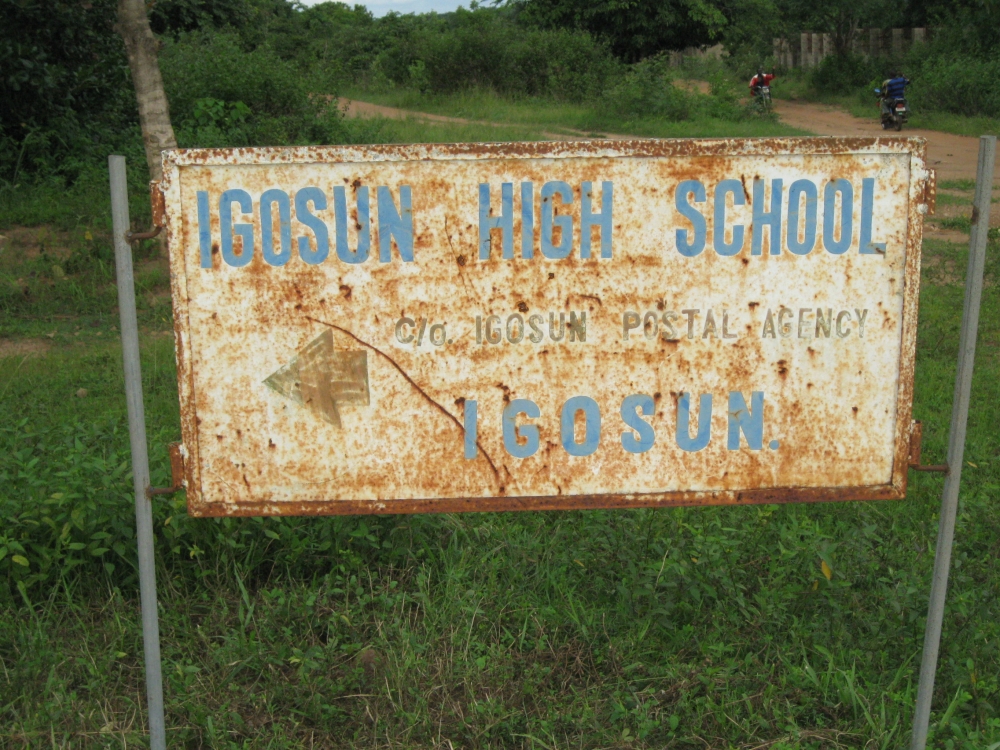 IGOSUN HIGH SCHOOL
C/o. IGOSUN POSTAL AGENCY
IGOSUN.